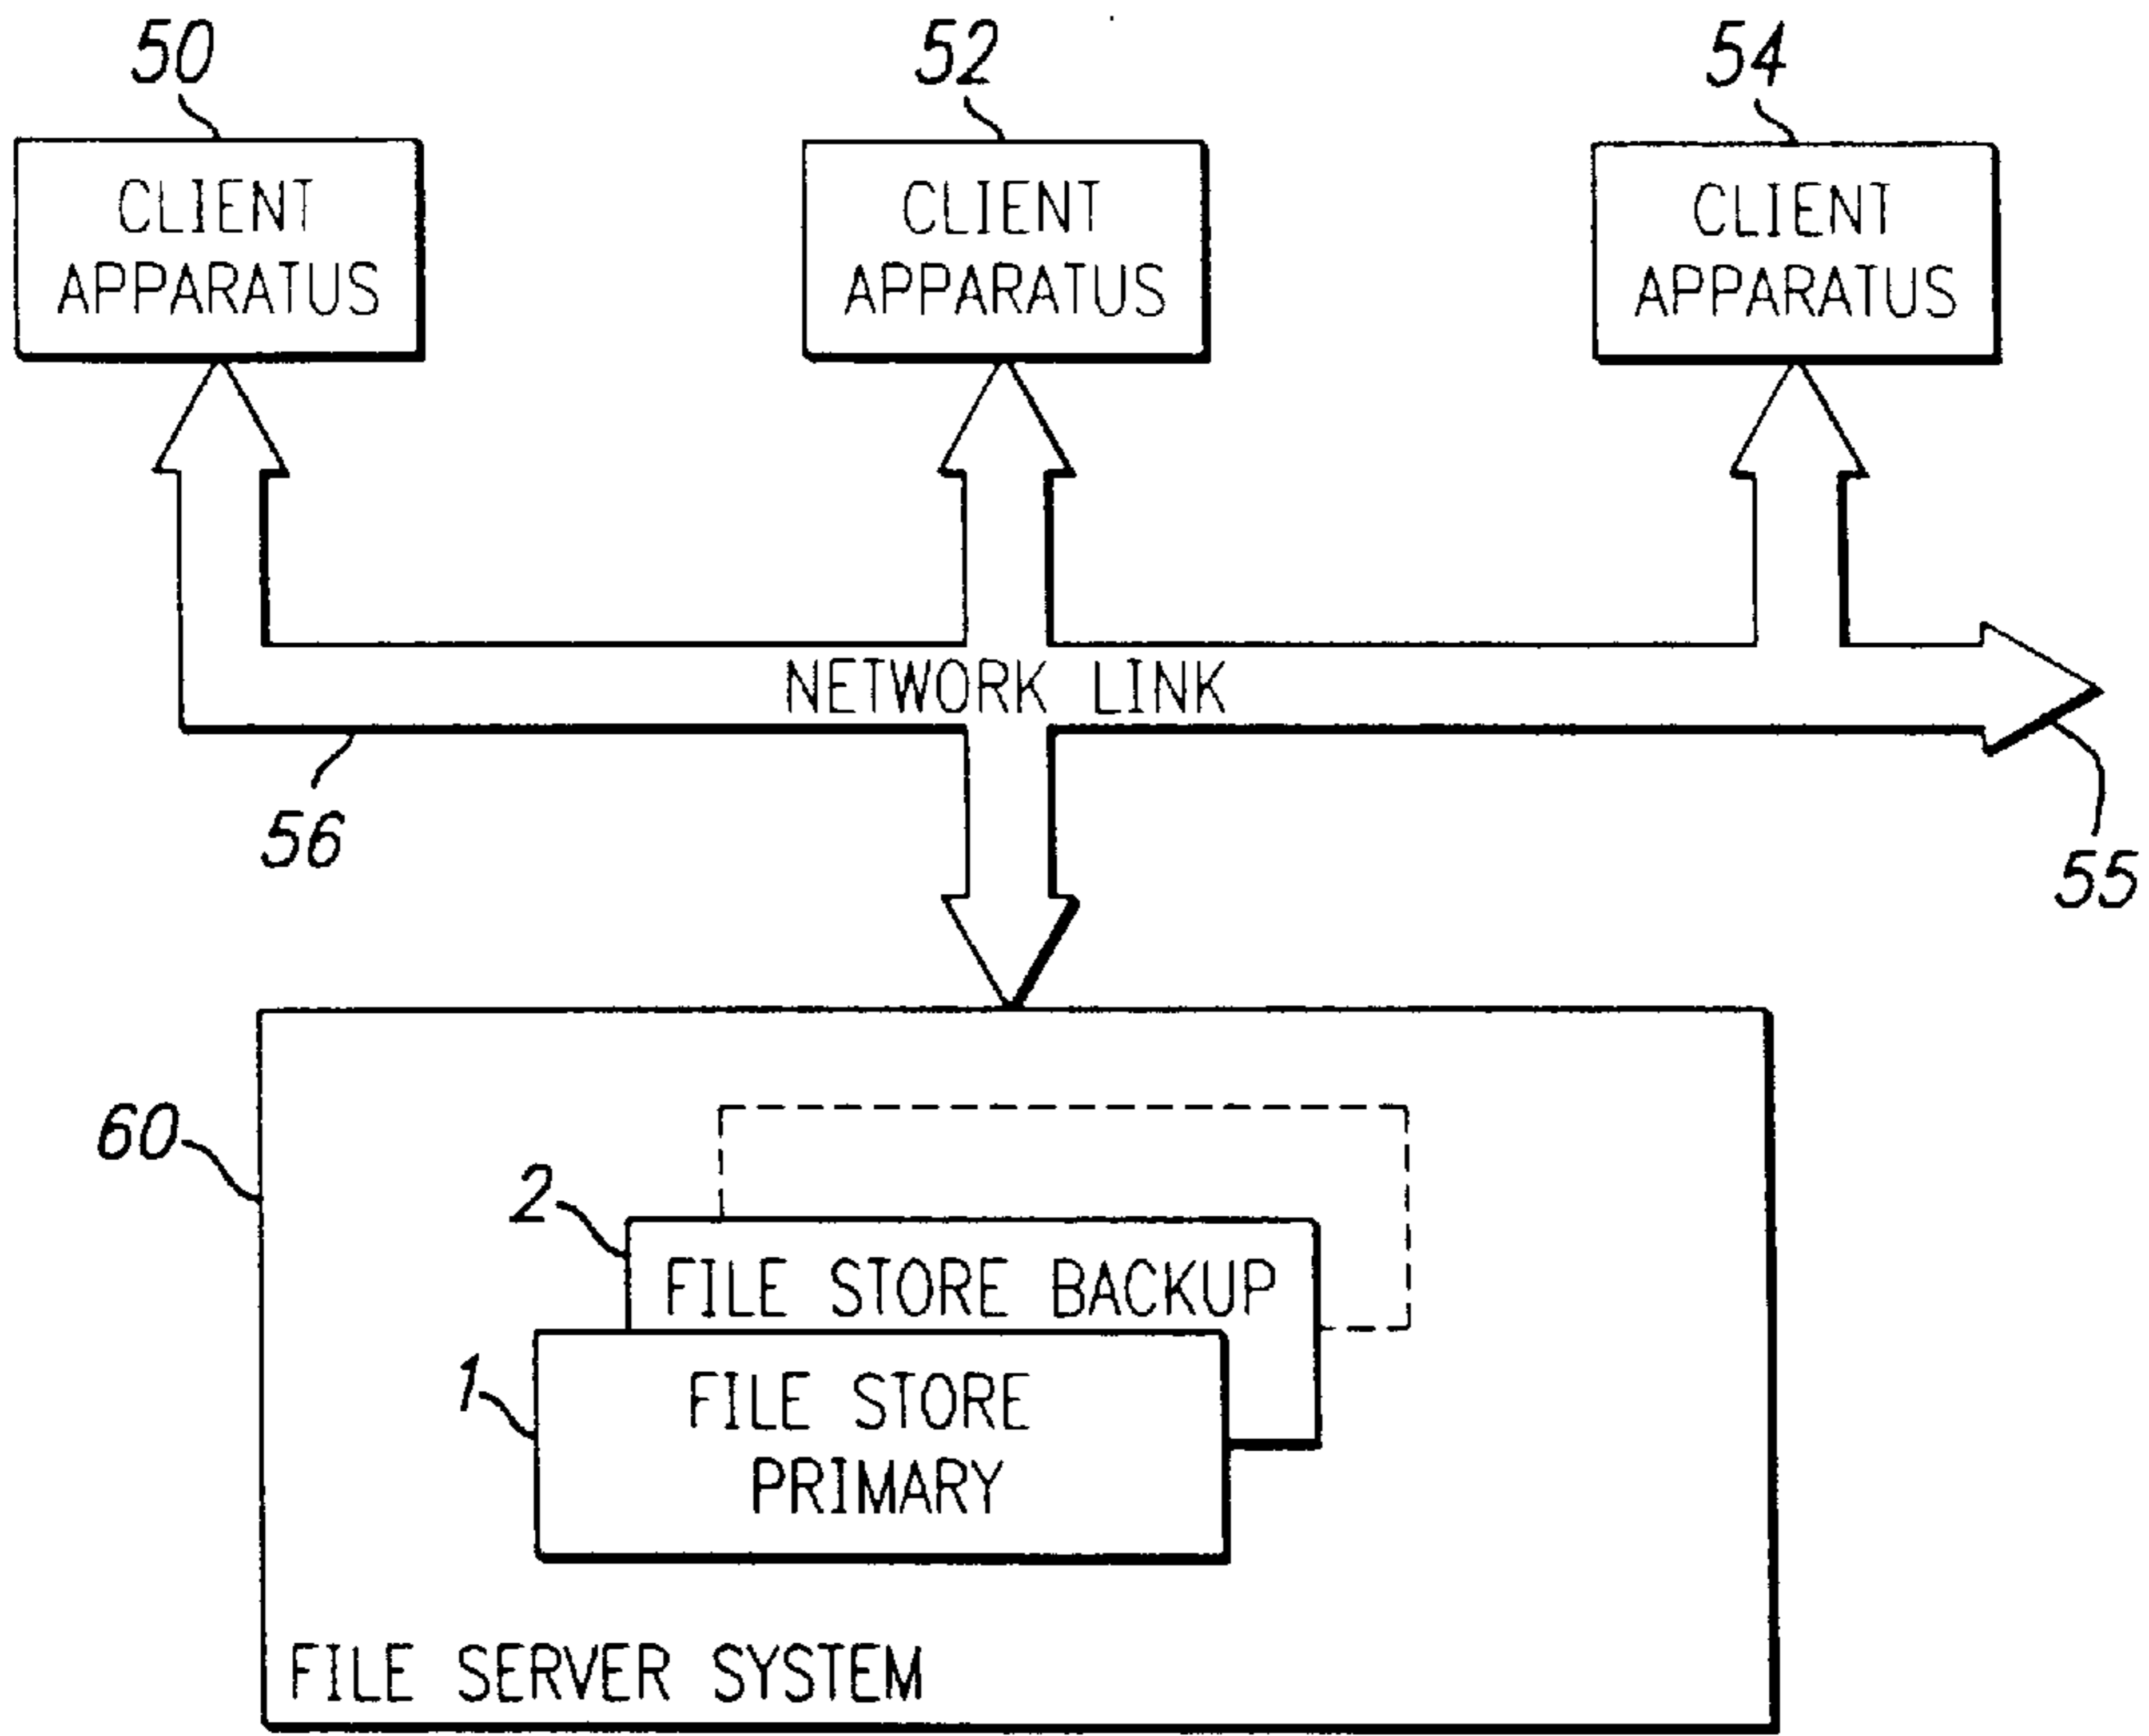 50
52
54
CLIENT
APPARATUS
CLIENT
APPARATUS
CLIENT
APPARATUS
NETWORK LINK
56
55
60
2
FILE STORE BACKUP
1
FILE STORE
PRIMARY
FILE SERVER SYSTEM